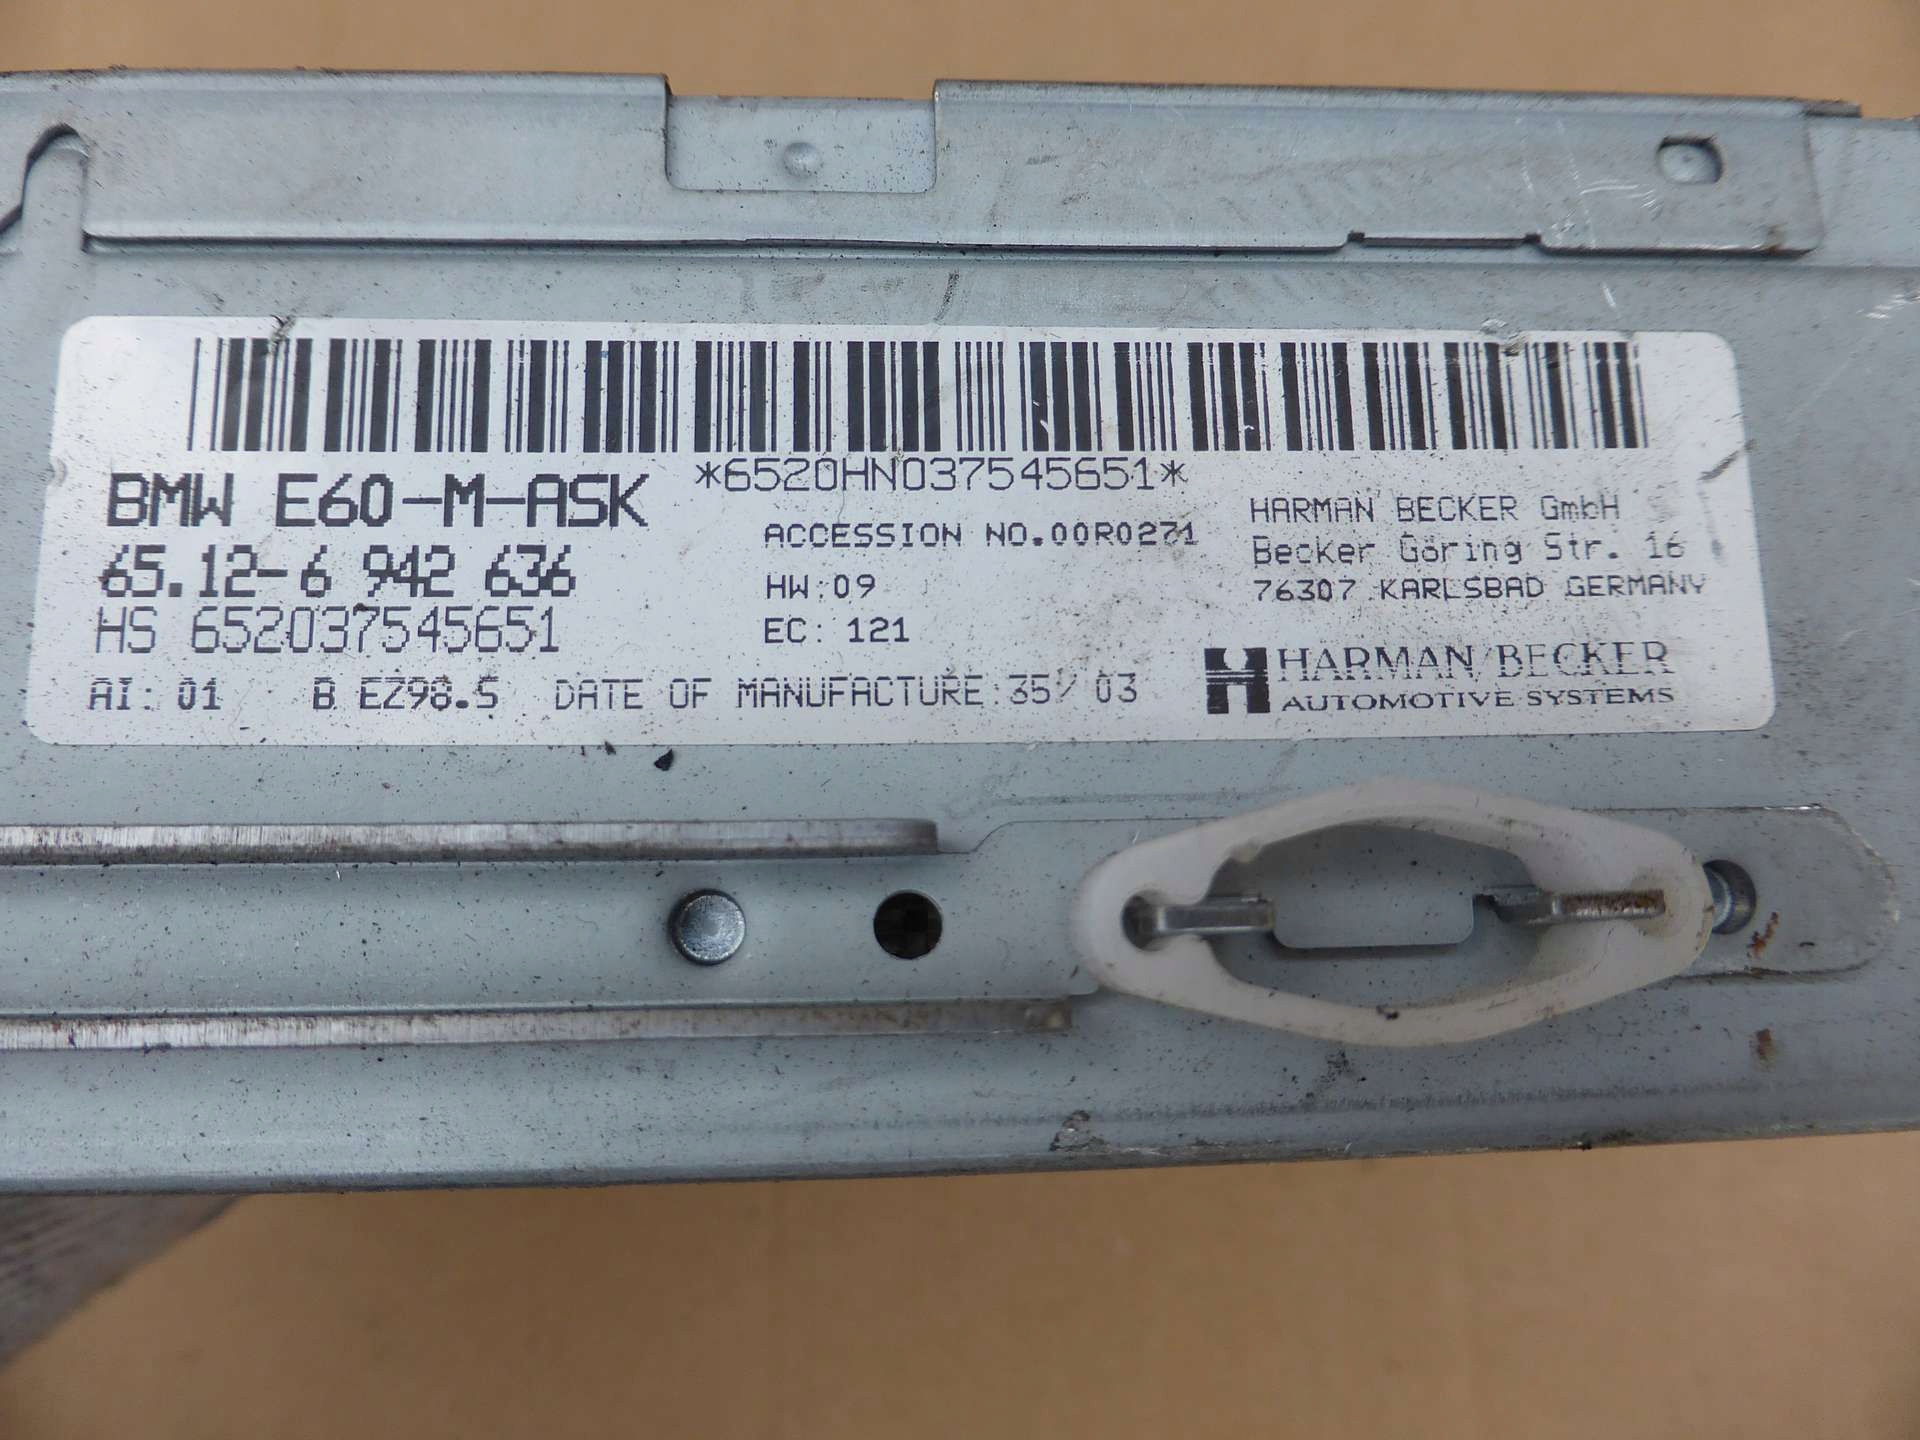 *6520HN037545651*
BMW E60-M-ASK
65.12-6 942 636
HS 652037545651
AI: 01 B EZ98.5 DATE OF MANUFACTURE:35/ 03
ACCESSION NO.00R0271
HW:09
EC: 121
HARMAN BECKER GmbH
Becker Göring Str. 16
76307 KARLSBAD GERMANY
HARMAN/BECKER
AUTOMOTIVE SYSTEMS